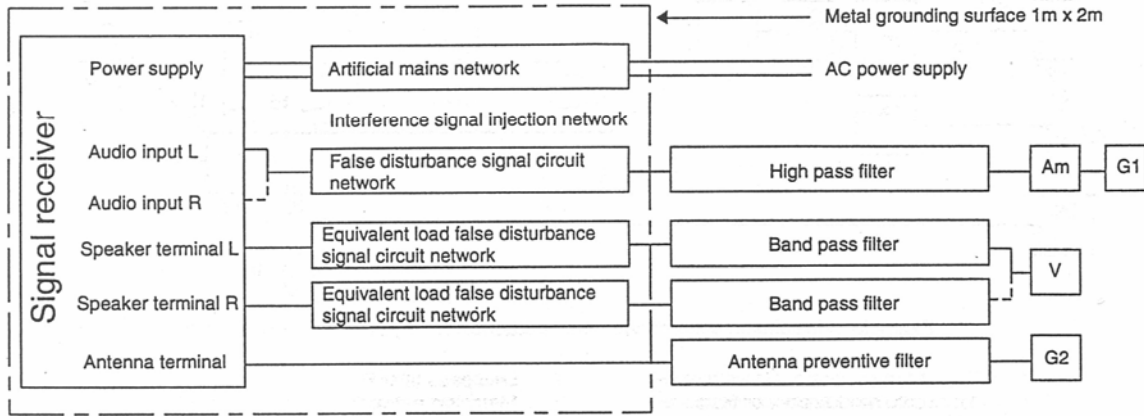 Metal grounding surface 1m x 2m
Power supply
Artificial mains network
AC power supply
Interference signal injection network
Signal receiver
Audio input L
False disturbance signal circuit
network
High pass filter
Am
G1
Audio input R
Speaker terminal L
Equivalent load false disturbance
signal circuit network
Band pass filter
V
Speaker terminal R
Equivalent load false disturbance
signal circuit network
Band pass filter
Antenna terminal
Antenna preventive filter
G2